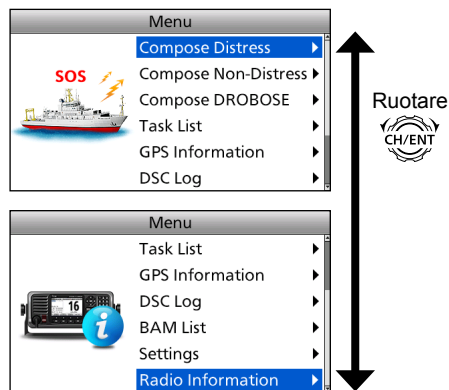 Menu
SOS
Compose Distress
Compose Non-Distress
Compose DROBOSE
Task List
GPS Information
DSC Log
Ruotare
CH/ENT
Menu
Task List
GPS Information
DSC Log
BAM List
Settings
Radio Information
16
i